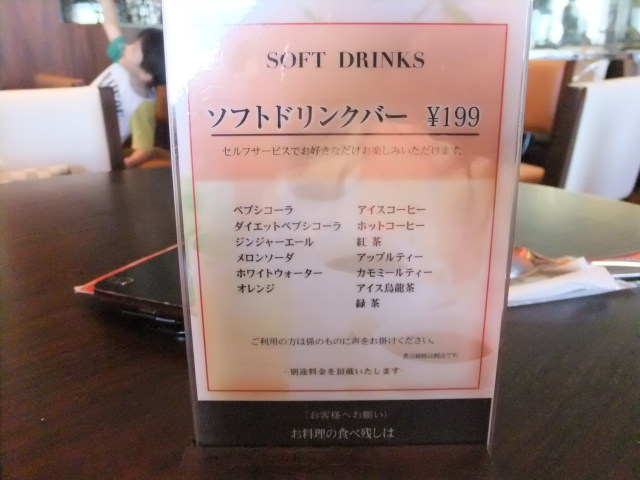 SOFT DRINKS
ソフトドリンクバー ¥199
セルフサービスでお好きなだけお楽しみいただけます。
ペプシコーラ アイスコーヒー
ダイエットペプシコーラ ホットコーヒー
ジンジャーエール 紅 茶
メロンソーダ アップルティー
ホワイトウォーター カモミールティー
オレンジ アイス烏龍茶
緑 茶
ご利用の方は係のものに声をお掛けください。
別途料金を頂戴いたします
〈お客様へお願い〉
お料理の食べ残しは